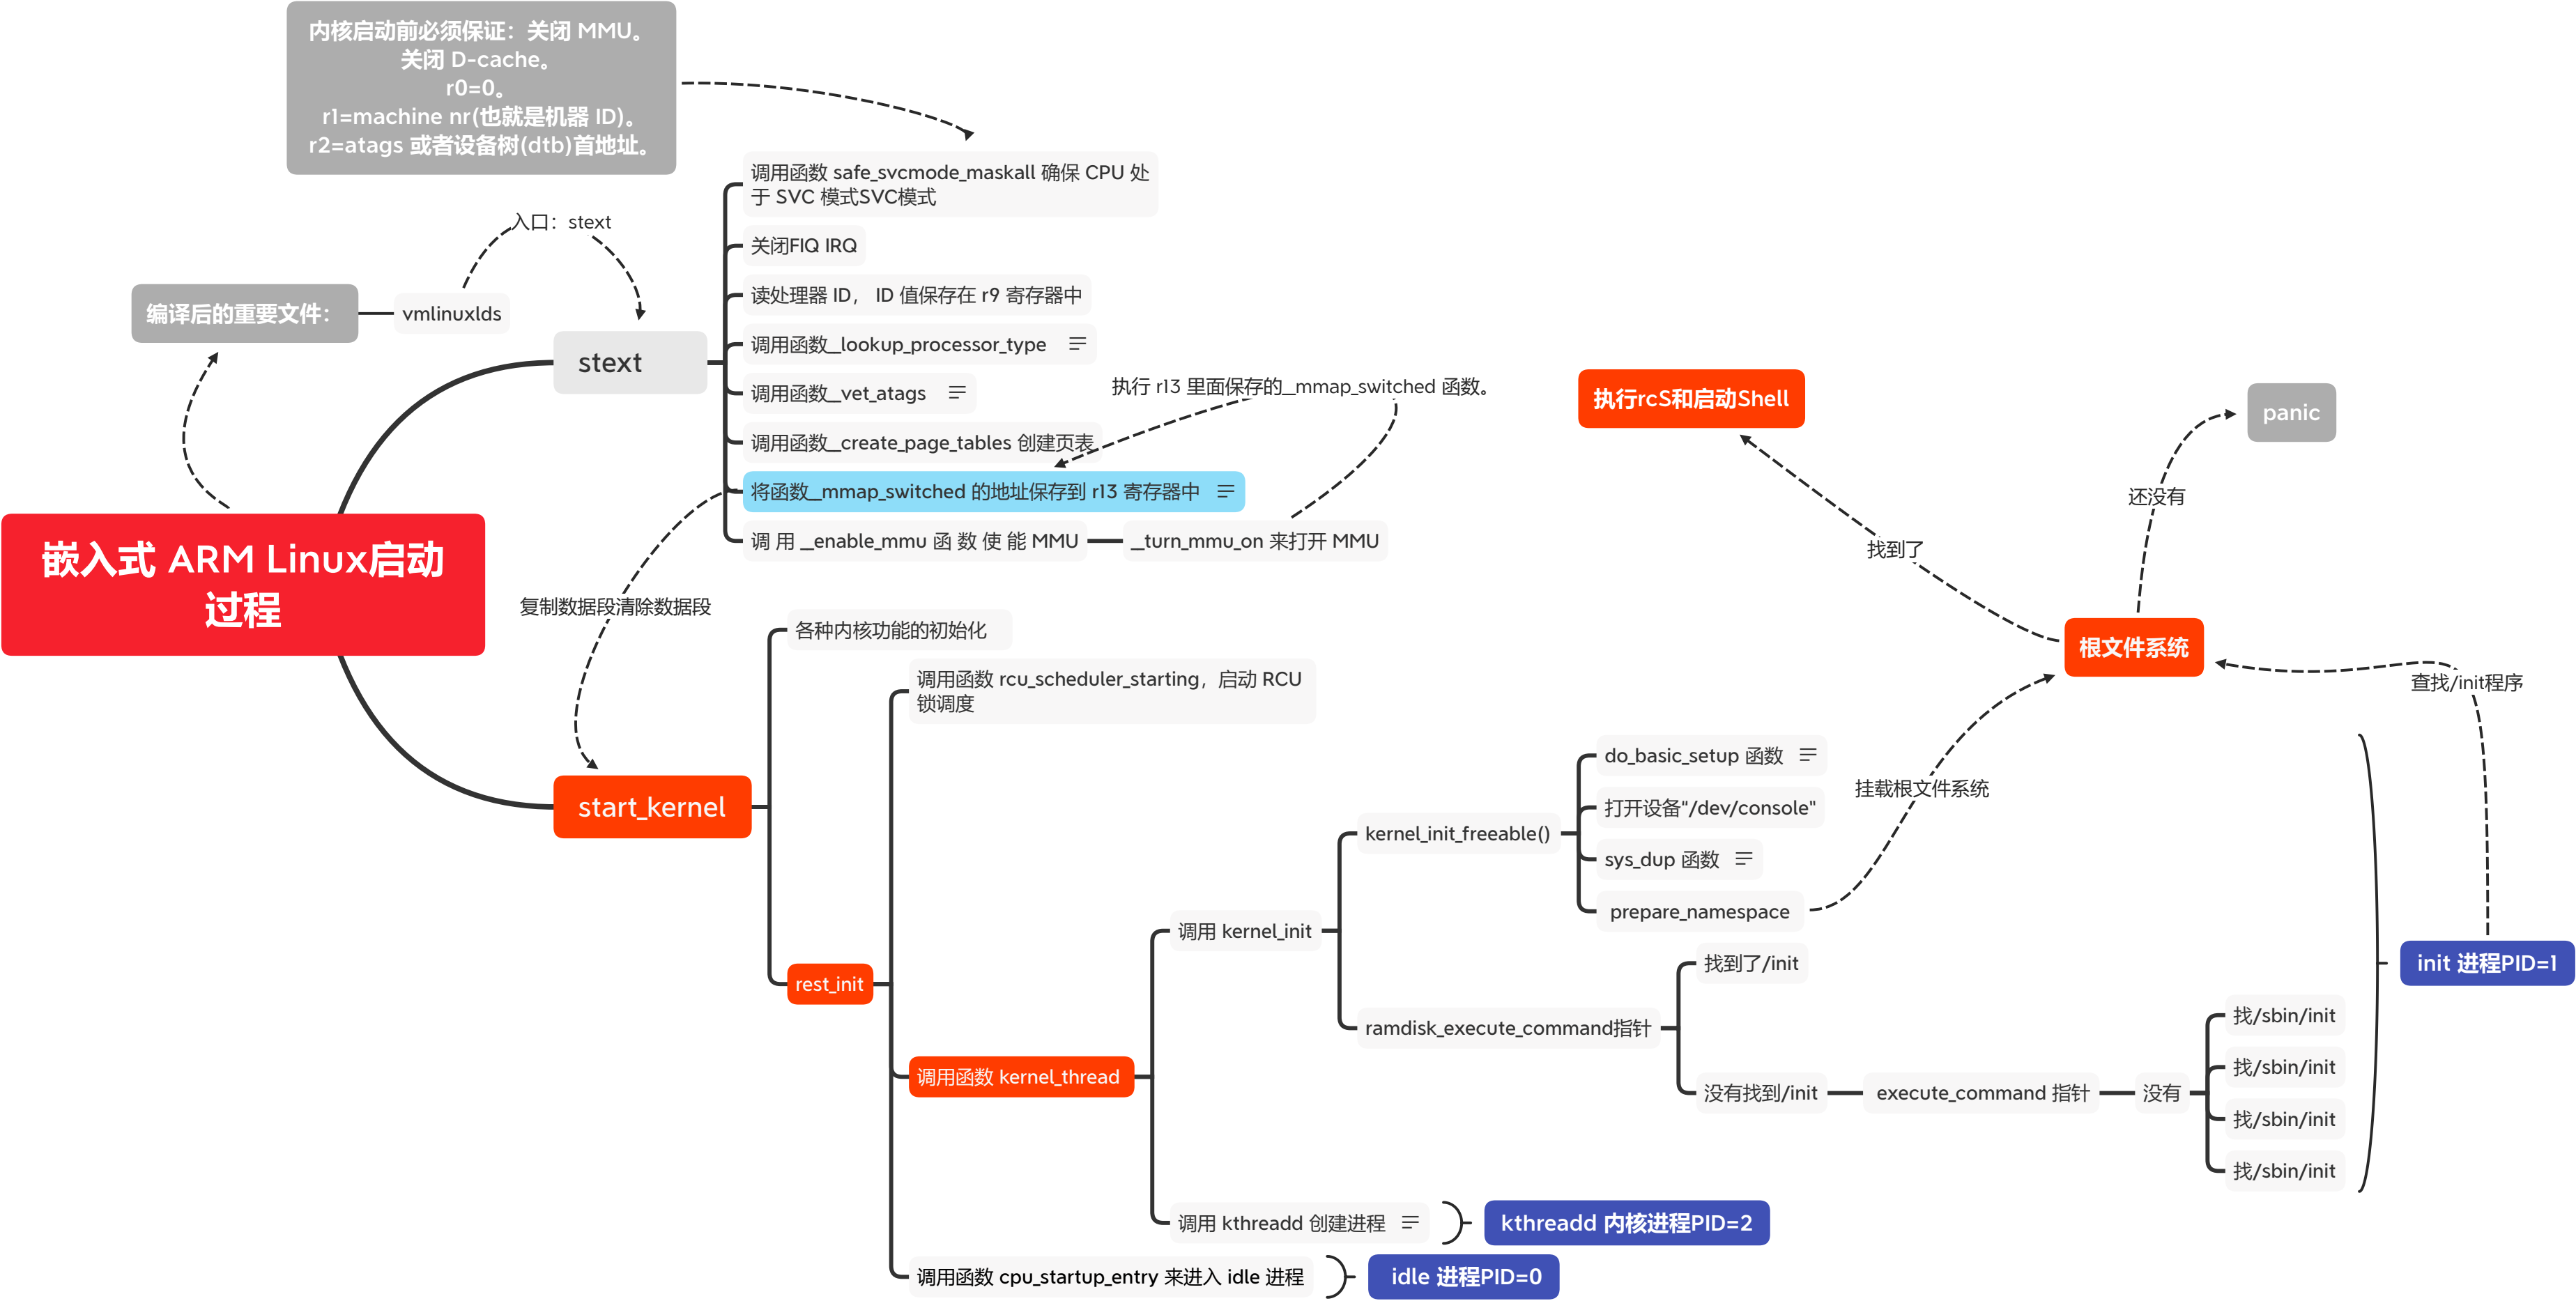 内核启动前必须保证：关闭 MMU。
关闭 D-cache。
r0=0。
r1=machine nr(也就是机器 ID)。
r2=atags 或者设备树(dtb)首地址。
入口：stext
编译后的重要文件：
vmlinuxlds
嵌入式 ARM Linux启动
过程
stext
调用函数 safe_svcmode_maskall 确保 CPU 处
于 SVC 模式SVC模式
关闭FIQ IRQ
读处理器 ID， ID 值保存在 r9 寄存器中
调用函数__lookup_processor_type
调用函数__vet_atags
调用函数__create_page_tables 创建页表
将函数__mmap_switched 的地址保存到 r13 寄存器中
调 用 __enable_mmu 函 数 使 能 MMU
__turn_mmu_on 来打开 MMU
执行 r13 里面保存的__mmap_switched 函数。
复制数据段清除数据段
start_kernel
各种内核功能的初始化
rest_init
调用函数 rcu_scheduler_starting，启动 RCU
锁调度
调用函数 kernel_thread
调用 kernel_init
kernel_init_freeable()
do_basic_setup 函数
打开设备"/dev/console"
sys_dup 函数
prepare_namespace
挂载根文件系统
根文件系统
找到了
执行rcS和启动Shell
还没有
panic
查找/init程序
init 进程PID=1
ramdisk_execute_command指针
找到了/init
没有找到/init
execute_command 指针
没有
找/sbin/init
找/sbin/init
找/sbin/init
找/sbin/init
调用 kthreadd 创建进程
kthreadd 内核进程PID=2
调用函数 cpu_startup_entry 来进入 idle 进程
idle 进程PID=0